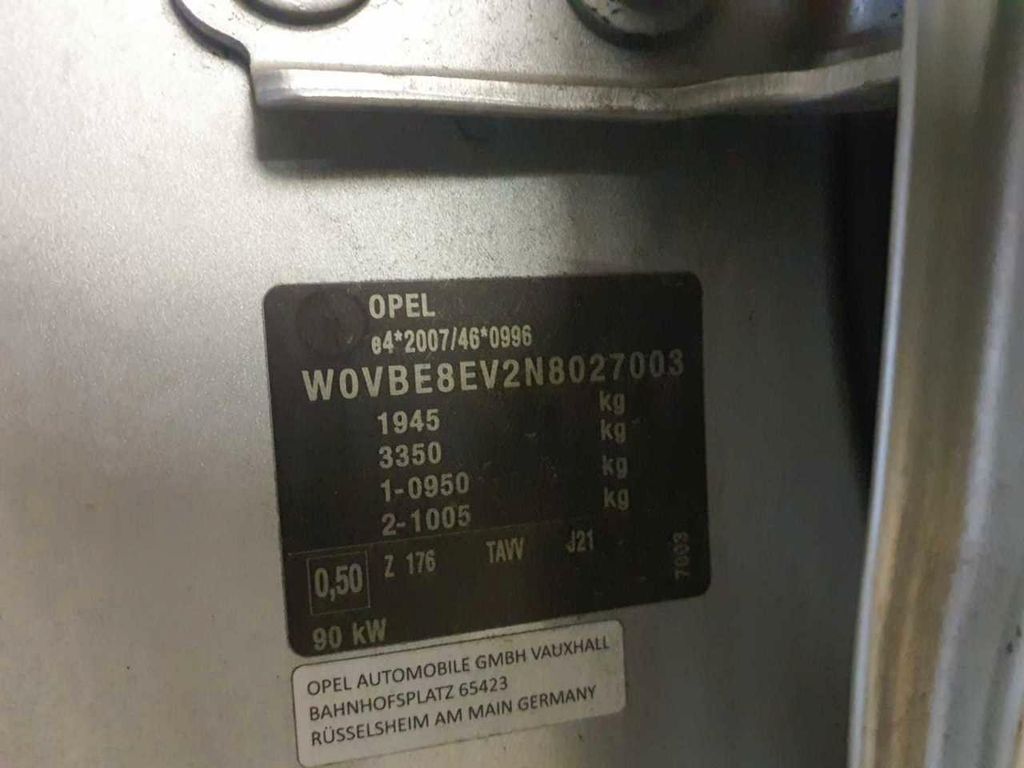 OPEL
e4*2007/46*0996
W0VBE8EV2N8027003
1945 kg
3350 kg
1-0950 kg
2-1005 kg
0,50 Z 176 TAVV J21 7003
90 kW
OPEL AUTOMOBILE GMBH VAUXHALL
BAHNHOFSPLATZ 65423
RÜSSELSHEIM AM MAIN GERMANY